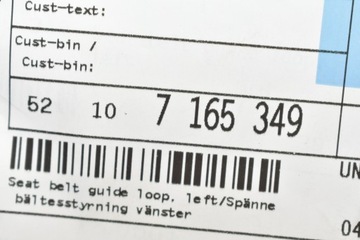 Cust-text:
Cust-bin /
Cust-bin:
52 10 7 165 349
UN
Seat belt guide loop, left/Spänne
bältesstyrning vänster
04